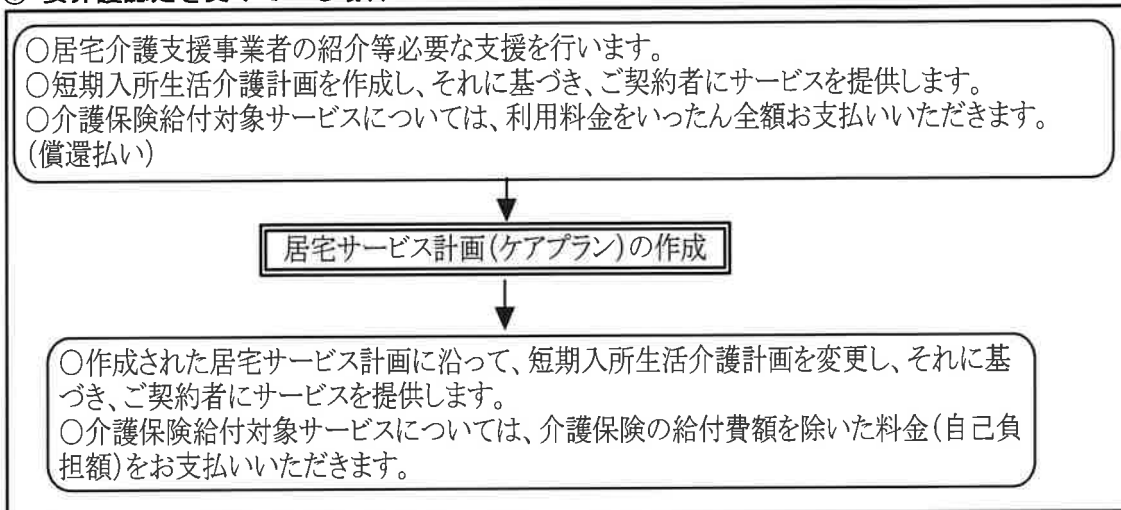 ○居宅介護支援事業者の紹介等必要な支援を行います。
○短期入所生活介護計画を作成し、それに基づき、ご契約者にサービスを提供します。
○介護保険給付対象サービスについては、利用料金をいったん全額お支払いいただきます。
(償還払い)
居宅サービス計画(ケアプラン)の作成
○作成された居宅サービス計画に沿って、短期入所生活介護計画を変更し、それに基
づき、ご契約者にサービスを提供します。
○介護保険給付対象サービスについては、介護保険の給付費額を除いた料金(自己負
担額)をお支払いいただきます。